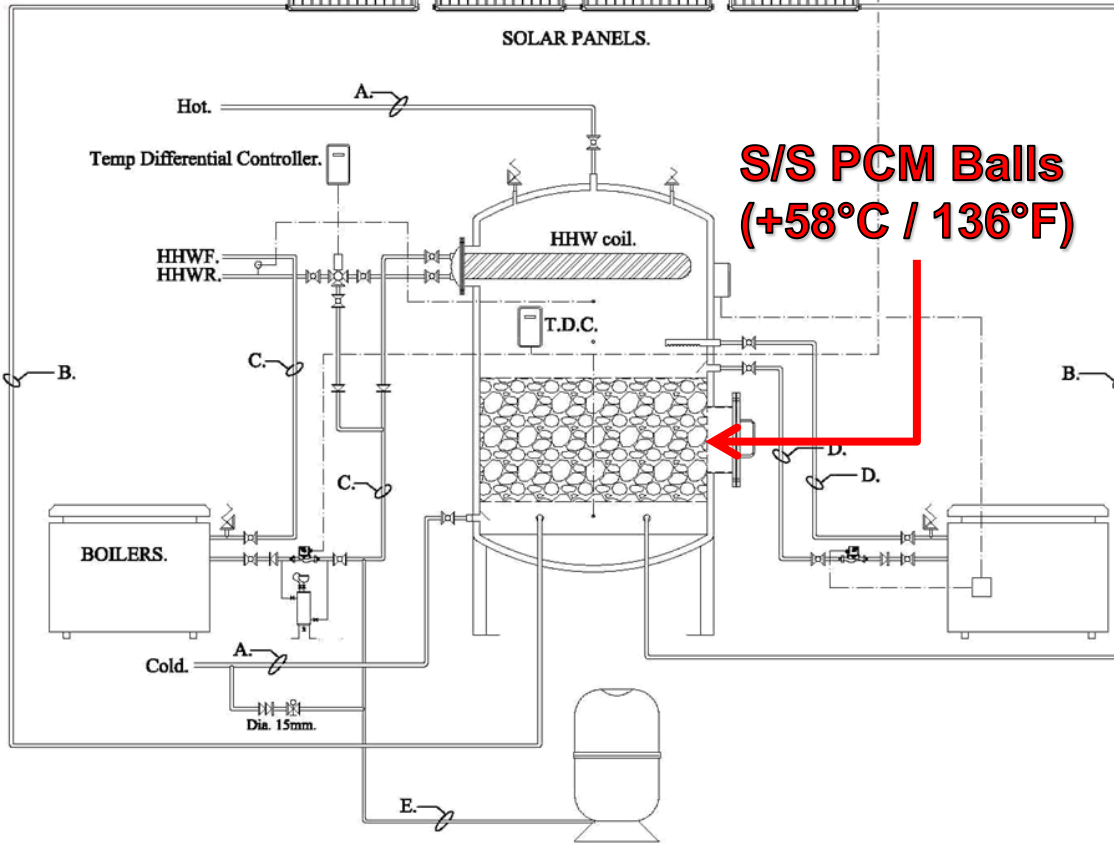 SOLAR PANELS.
A.
Hot.
Temp Differential Controller.
S/S PCM Balls
(+58°C / 136°F)
HHW coil.
HHWF.
HHWR.
T.D.C.
C.
B.
B.
D.
C.
D.
BOILERS.
A.
Cold.
Dia. 15mm.
E.